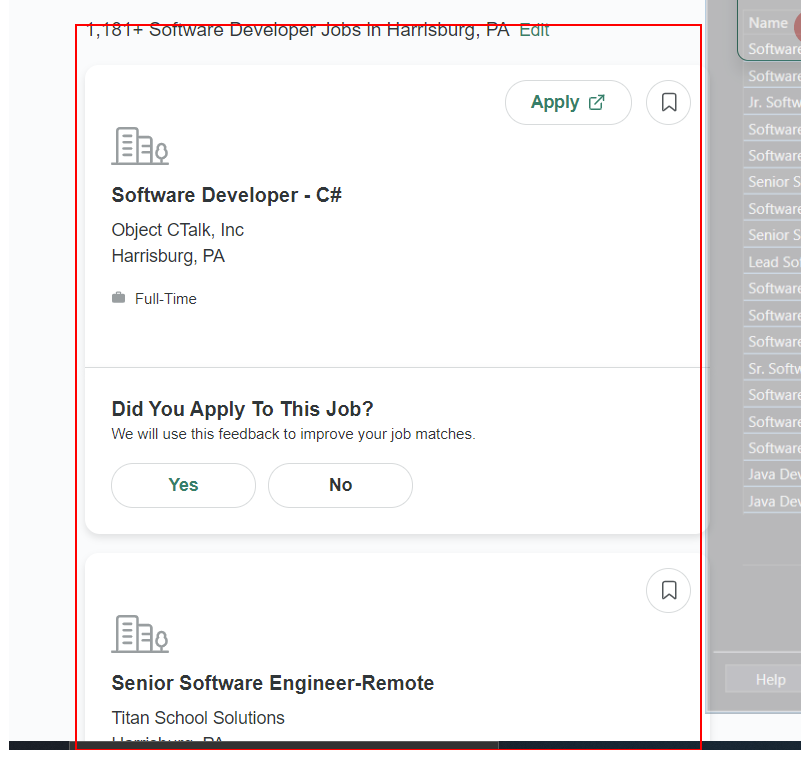 1,181+ Software Developer Jobs in Harrisburg, PA Edit
Apply
Software Developer - C#
Object CTalk, Inc
Harrisburg, PA
Full-Time
Did You Apply To This Job?
We will use this feedback to improve your job matches.
Yes No
Senior Software Engineer-Remote
Titan School Solutions
Harrisburg, PA
Name
Software
Software
Jr. Softw
Software
Software
Senior S
Software
Senior S
Lead Sof
Software
Software
Software
Sr. Softw
Software
Software
Software
Java Dev
Java Dev
Help